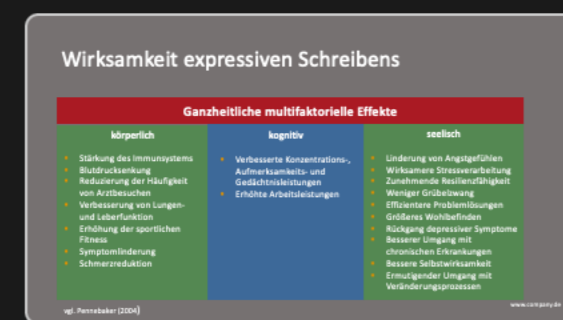 Wirksamkeit expressiven Schreibens
Ganzheitliche multifaktorielle Effekte
körperlich
Stärkung des Immunsystems
Blutdrucksenkung
Reduzierung der Häufigkeit
von Arztbesuchen
Verbesserung von Lungen-
und Leberfunktion
Erhöhung der sportlichen
Fitness
Symptomlinderung
Schmerzreduktion
kognitiv
Verbesserte Konzentrations-,
Aufmerksamkeits- und
Gedächtnisleistungen
Erhöhte Arbeitsleistungen
seelisch
Linderung von Angstgefühlen
Wirksamere Stressverarbeitung
Zunehmende Resilienzfähigkeit
Weniger Grübelzwang
Effizientere Problemlösungen
Größeres Wohlbefinden
Rückgang depressiver Symptome
Besserer Umgang mit
chronischen Erkrankungen
Bessere Selbstwirksamkeit
Ermutigender Umgang mit
Veränderungsprozessen
vgl. Pennebaker (2004)
www.company.de